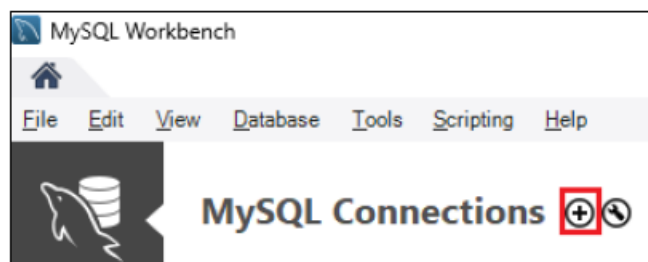 MySQL Workbench
File Edit View Database Tools Scripting Help
MySQL Connections